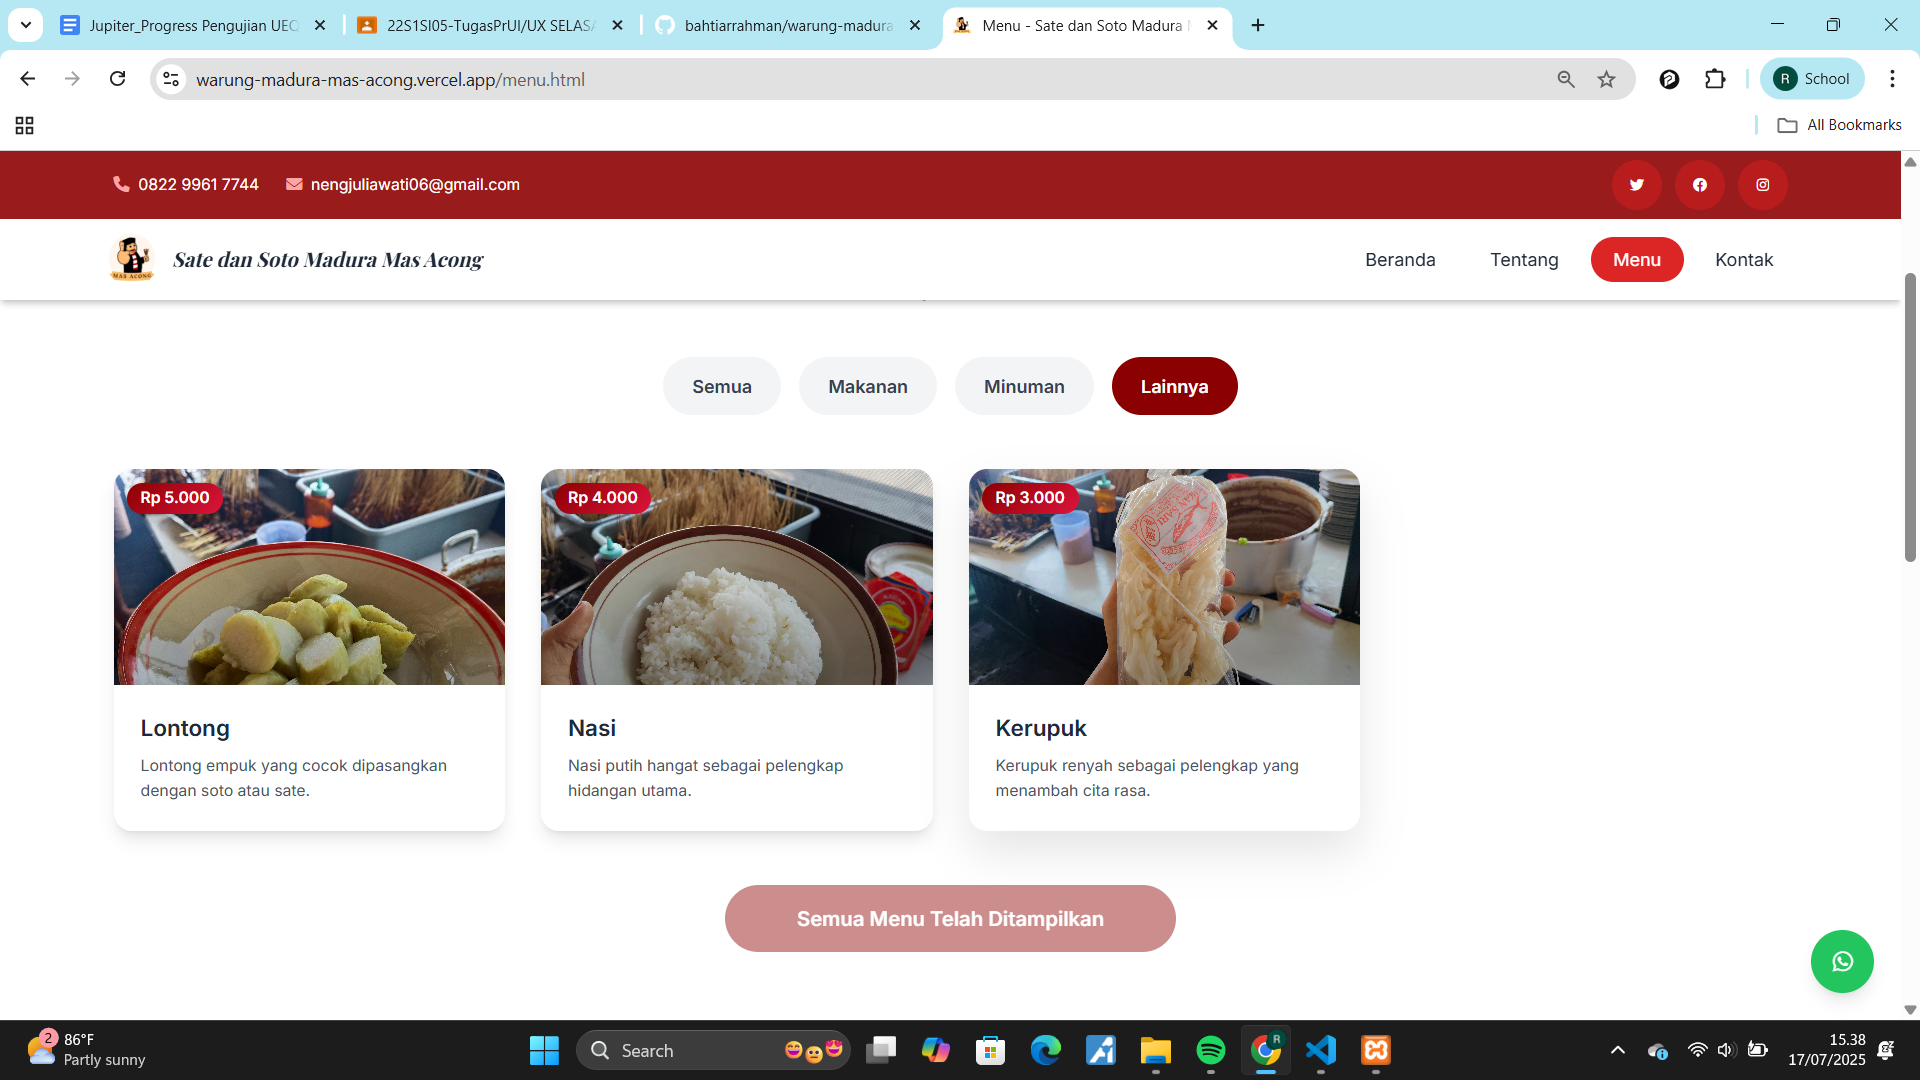 Jupiter_Progress Pengujian UEQ
22S1SI05-TugasPrUI/UX SELASA
bahtiarrahman/warung-madura
Menu - Sate dan Soto Madura M
warung-madura-mas-acong.vercel.app/menu.html
R School
All Bookmarks
0822 9961 7744
nengjuliawati06@gmail.com
MAS ACONG
Sate dan Soto Madura Mas Acong
Beranda
Tentang
Menu
Kontak
Semua
Makanan
Minuman
Lainnya
Rp 5.000
Rp 4.000
Rp 3.000
Lontong
Lontong empuk yang cocok dipasangkan
dengan soto atau sate.
Nasi
Nasi putih hangat sebagai pelengkap
hidangan utama.
Kerupuk
Kerupuk renyah sebagai pelengkap yang
menambah cita rasa.
Semua Menu Telah Ditampilkan
2
86°F
Partly sunny
Search
R
15.38
17/07/2025